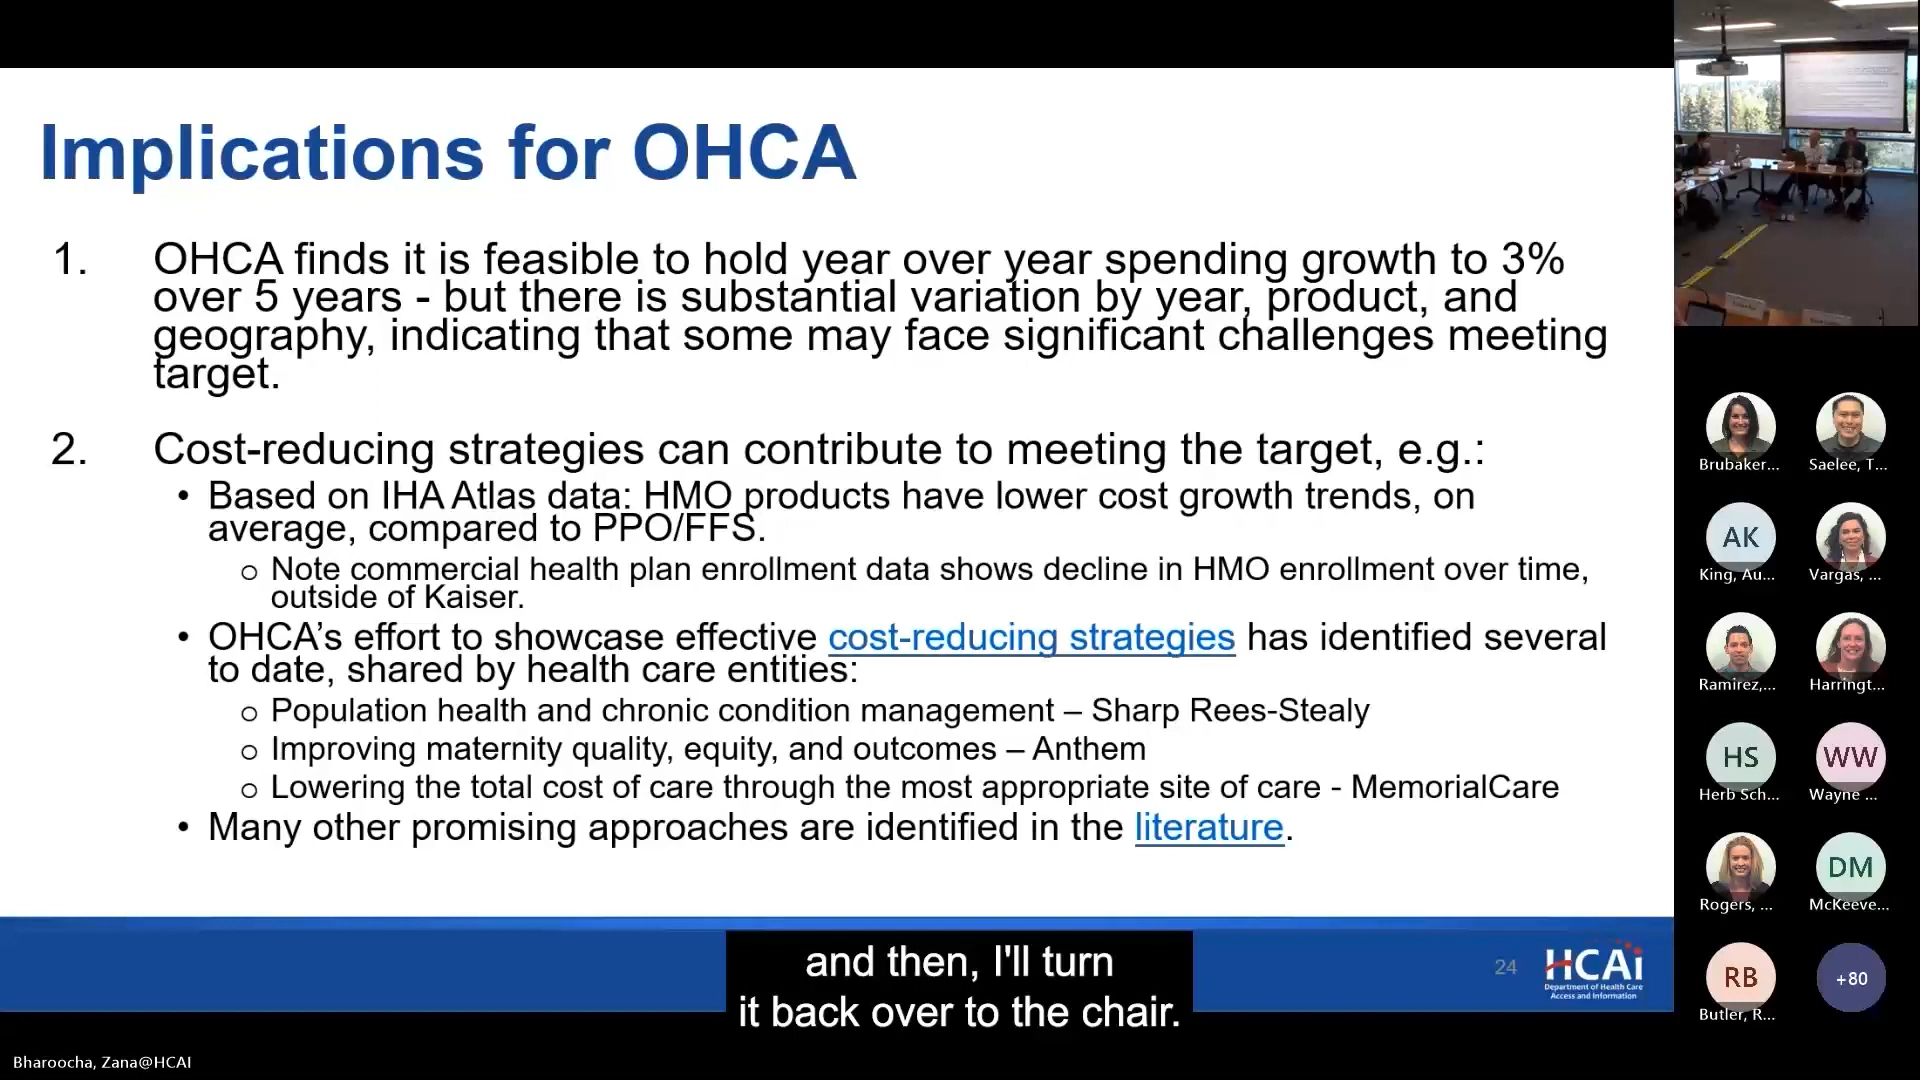 Implications for OHCA
1. OHCA finds it is feasible to hold year over year spending growth to 3%
over 5 years - but there is substantial variation by year, product, and
geography, indicating that some may face significant challenges meeting
target.
2. Cost-reducing strategies can contribute to meeting the target, e.g.:
• Based on IHA Atlas data: HMO products have lower cost growth trends, on
average, compared to PPO/FFS.
o Note commercial health plan enrollment data shows decline in HMO enrollment over time,
outside of Kaiser.
• OHCA's effort to showcase effective cost-reducing strategies has identified several
to date, shared by health care entities:
o Population health and chronic condition management – Sharp Rees-Stealy
o Improving maternity quality, equity, and outcomes – Anthem
o Lowering the total cost of care through the most appropriate site of care - MemorialCare
• Many other promising approaches are identified in the literature.
24
HCAi
Department of Health Care
Access and Information
and then, I'll turn
it back over to the chair.
Bharoocha, Zana@HCAI
Brubaker...
Saelee, T...
AK
King, Au...
Vargas, ...
Ramirez,...
Harringt...
HS
Herb Sch...
WW
Wayne ...
Rogers, ...
DM
McKeeve...
RB
Butler, R...
+80